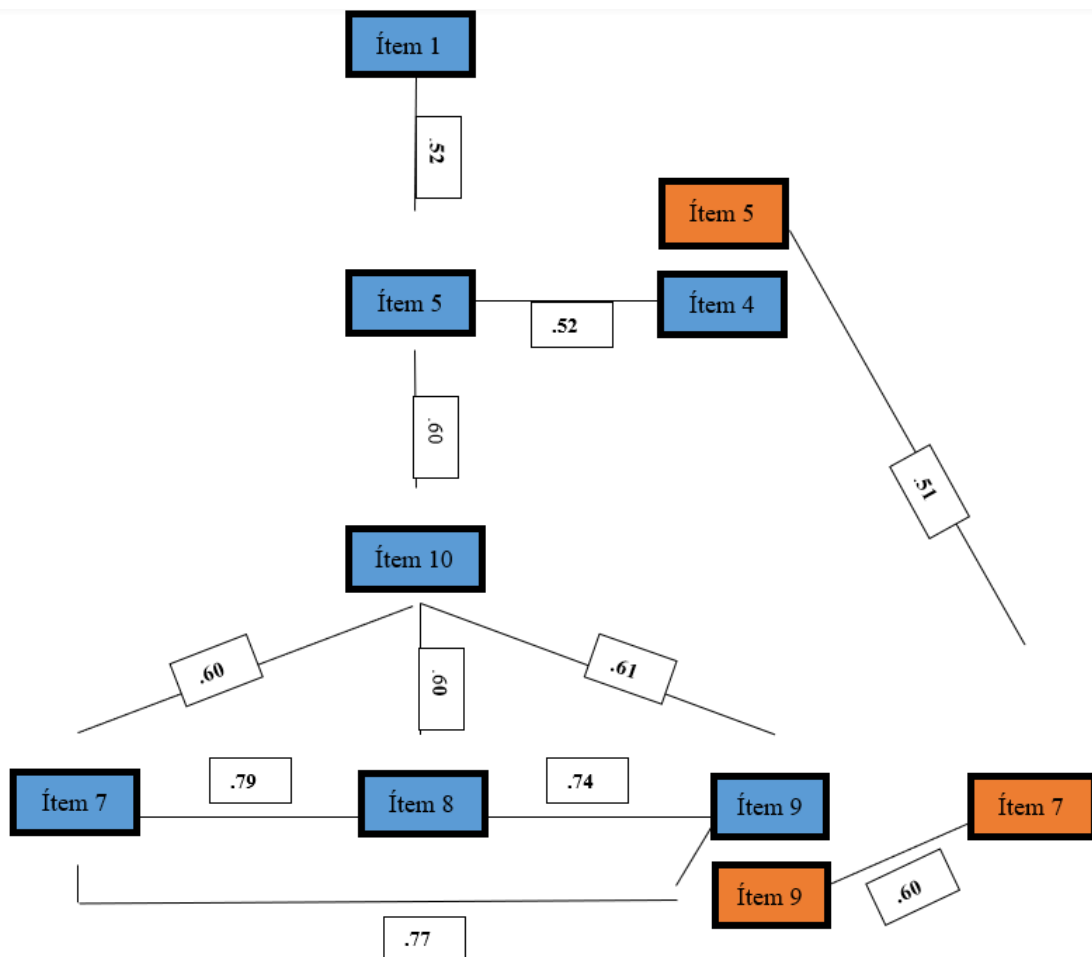 Ítem 1
.52
Ítem 5
Ítem 5
.52
Ítem 4
.60
.51
Ítem 10
.60
.60
.61
.79
.74
Ítem 7
Ítem 8
Ítem 9
Ítem 7
Ítem 9
.60
.77